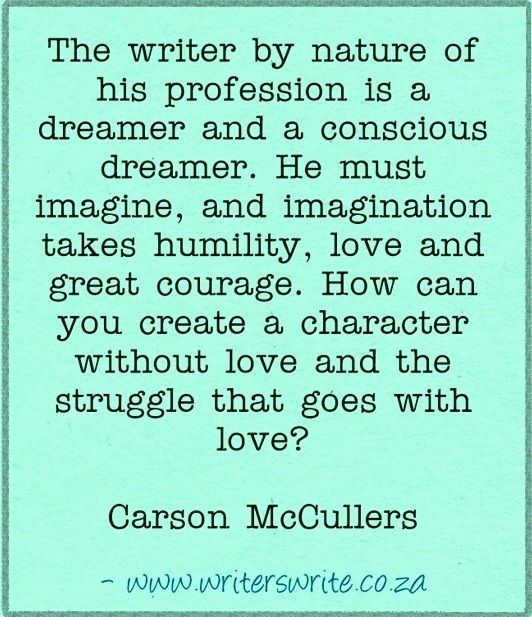 The writer by nature of
his profession is a
dreamer and a conscious
dreamer. He must
imagine, and imagination
takes humility, love and
great courage. How can
you create a character
without love and the
struggle that goes with
love?
Carson McCullers
- www.writerswrite.co.za